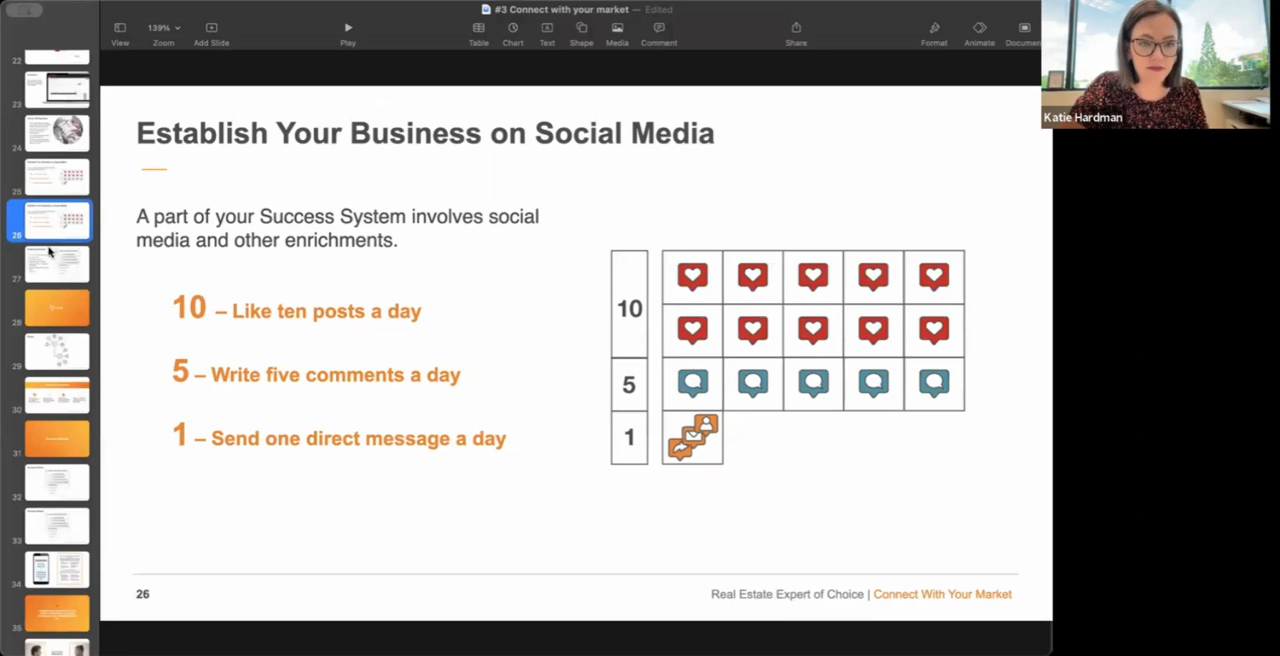 #3 Connect with your market — Edited
139%
View
Zoom
Add Slide
Play
Table
Chart
Text
Shape
Media
Comment
Share
Format
Animate
Documen
Katie Hardman
22
23
24
25
26
27
28
29
30
31
32
33
34
35
Establish Your Business on Social Media
A part of your Success System involves social
media and other enrichments.
10 – Like ten posts a day
5 – Write five comments a day
1 – Send one direct message a day
10
5
1
26
Real Estate Expert of Choice | Connect With Your Market